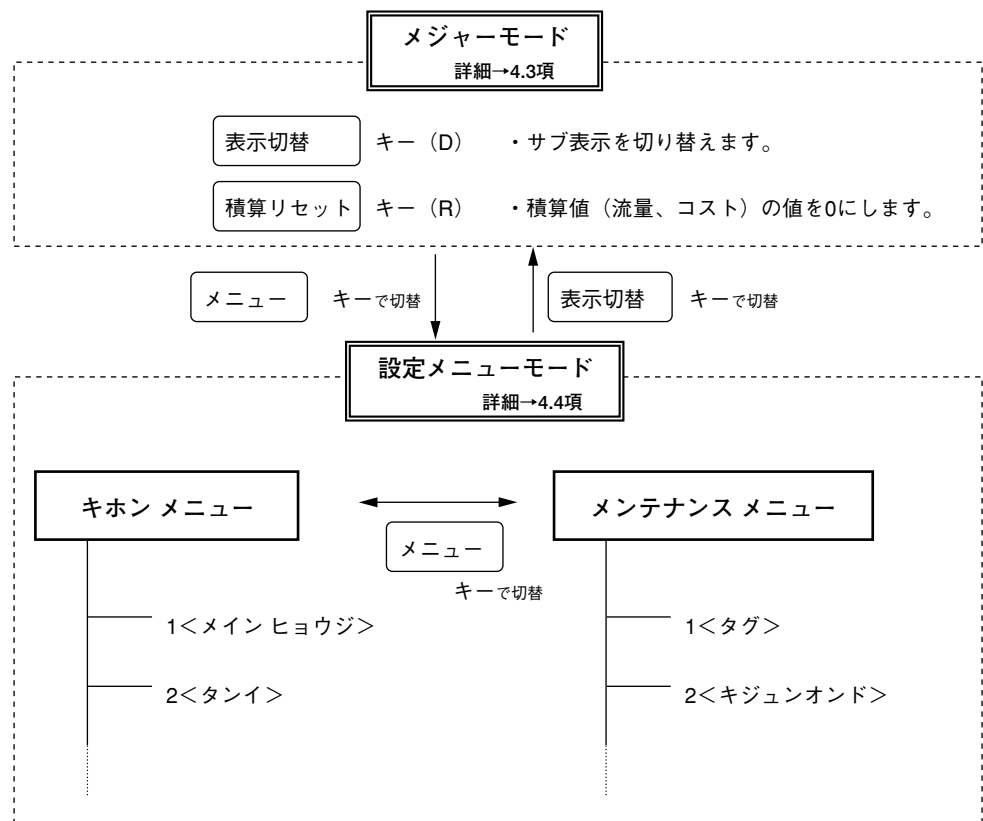 メジャーモード
詳細→4.3項
表示切替 キー（D） ・サブ表示を切り替えます。
積算リセット キー（R） ・積算値（流量、コスト）の値を0にします。
メニュー キーで切替 表示切替 キーで切替
設定メニューモード
詳細→4.4項
キホン メニュー メンテナンス メニュー
メニュー
キーで切替
1＜メイン ヒョウジ＞ 1＜タグ＞
2＜タンイ＞ 2＜キジュンオンド＞